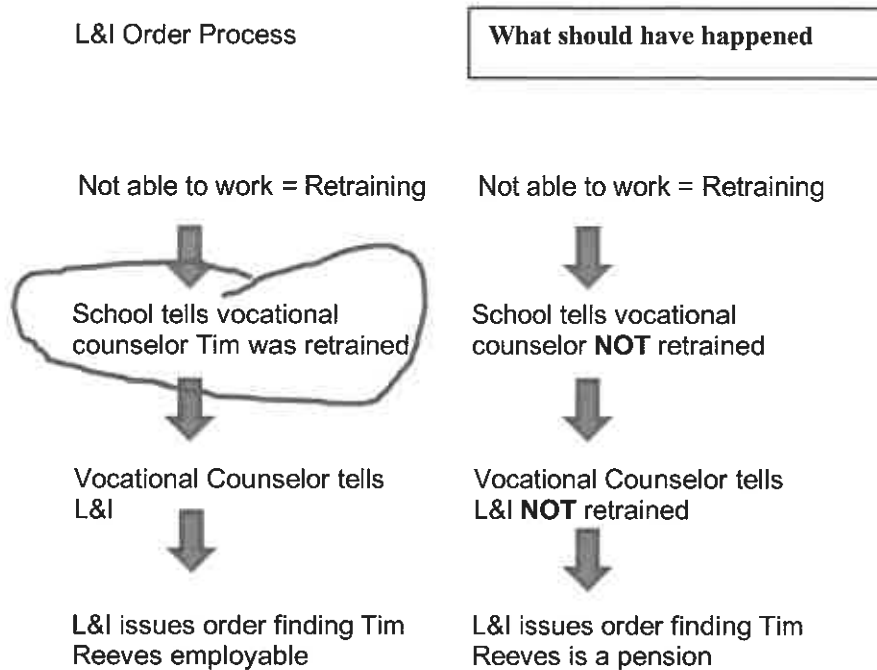 L&I Order Process
What should have happened
Not able to work = Retraining
School tells vocational
counselor Tim was retrained
Vocational Counselor tells
L&I
L&I issues order finding Tim
Reeves employable
Not able to work = Retraining
School tells vocational
counselor NOT retrained
Vocational Counselor tells
L&I NOT retrained
L&I issues order finding Tim
Reeves is a pension